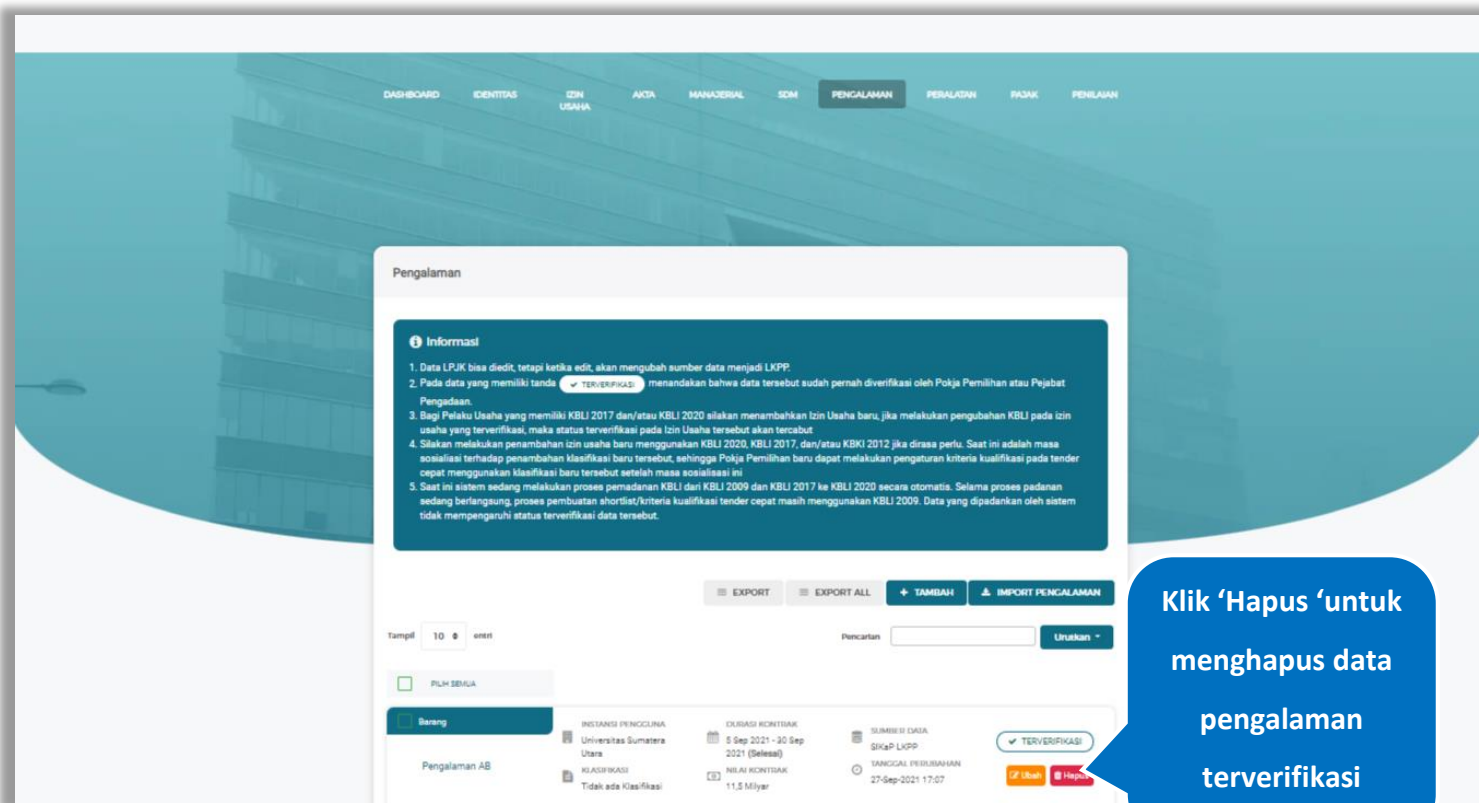 DASHBOARD IDENTITAS IZIN USAHA AKTA MANAJERIAL SDM PENGALAMAN PERALATAN PAJAK PENILAIAN
Pengalaman
Informasi
1. Data LPJK bisa diedit, tetapi ketika edit, akan mengubah sumber data menjadi LKPP.
2. Pada data yang memiliki tanda TERVERIFIKASI menandakan bahwa data tersebut sudah pernah diverifikasi oleh Pokja Pemilihan atau Pejabat
Pengadaan.
3. Bagi Pelaku Usaha yang memiliki KBLI 2017 dan/atau KBLI 2020 silakan menambahkan Izin Usaha baru, jika melakukan pengubahan KBLI pada izin
usaha yang terverifikasi, maka status terverifikasi pada Izin Usaha tersebut akan tercabut
4. Silakan melakukan penambahan izin usaha baru menggunakan KBLI 2020, KBLI 2017, dan/atau KBKI 2012 jika dirasa perlu. Saat ini adalah masa
sosialiasi terhadap penambahan klasifikasi baru tersebut, sehingga Pokja Pemilihan baru dapat melakukan pengaturan kriteria kualifikasi pada tender
cepat menggunakan klasifikasi baru tersebut setelah masa sosialisasi ini
5. Saat ini sistem sedang melakukan proses pemadanan KBLI dari KBLI 2009 dan KBLI 2017 ke KBLI 2020 secara otomatis. Selama proses padanan
sedang berlangsung, proses pembuatan shortlist/kriteria kualifikasi tender cepat masih menggunakan KBLI 2009. Data yang dipadankan oleh sistem
tidak mempengaruhi status terverifikasi data tersebut.
EXPORT EXPORT ALL + TAMBAH IMPORT PENGALAMAN
Tampil 10 entri Pencarian Urutkan
PILIH SEMUA
Barang
Pengalaman AB
INSTANSI PENGGUNA
Universitas Sumatera
Utara
KLASIFIKASI
Tidak ada Klasifikasi
DURASI KONTRAK
5 Sep 2021 - 30 Sep
2021 (Selesai)
NILAI KONTRAK
11,5 Milyar
SUMBER DATA
SIKaP LKPP
TANGGAL PERUBAHAN
27-Sep-2021 17:07
TERVERIFIKASI
Ubah Hapus
Klik ‘Hapus ‘untuk
menghapus data
pengalaman
terverifikasi